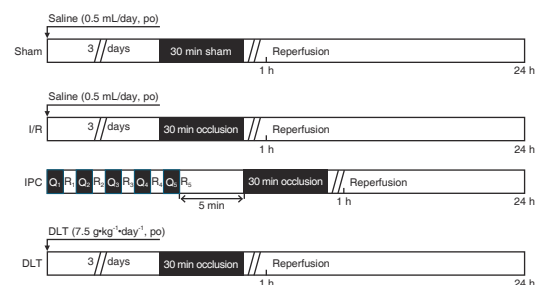 Saline (0.5 mL/day, po)
Sham 3 days 30 min sham Reperfusion
1 h 24 h
Saline (0.5 mL/day, po)
I/R 3 days 30 min occlusion Reperfusion
1 h 24 h
IPC Q₁ R₁ Q₂ R₂ Q₃ R₃ Q₄ R₄ Q₅ R₅ 30 min occlusion Reperfusion
5 min 1 h 24 h
DLT (7.5 g•kg⁻¹•day⁻¹, po)
DLT 3 days 30 min occlusion Reperfusion
1 h 24 h